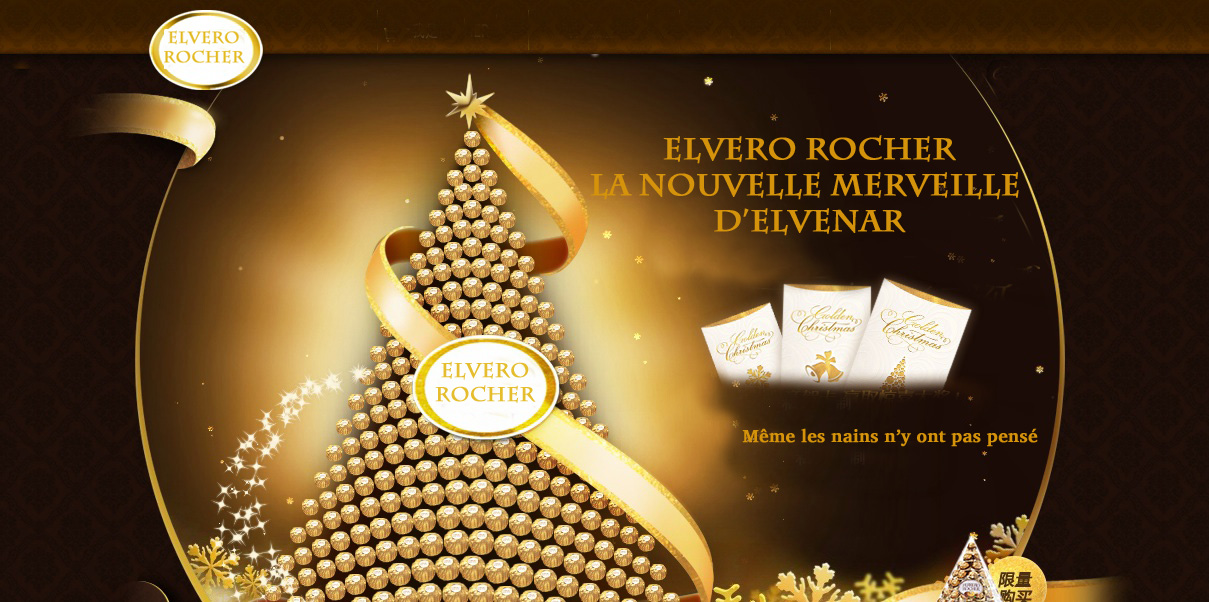 ELVERO
ROCHER
ELVERO ROCHER
LA NOUVELLE MERVEILLE
D'ELVENAR
Golden
Christmas
Golden
Christmas
Golden
Christmas
ELVERO
ROCHER
Même les nains n'y ont pas pensé
限量
购买